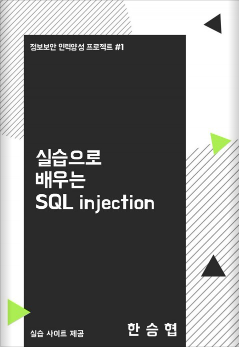 정보보안 인력양성 프로젝트 #1
실습으로
배우는
SQL injection
실습 사이트 제공
한승협